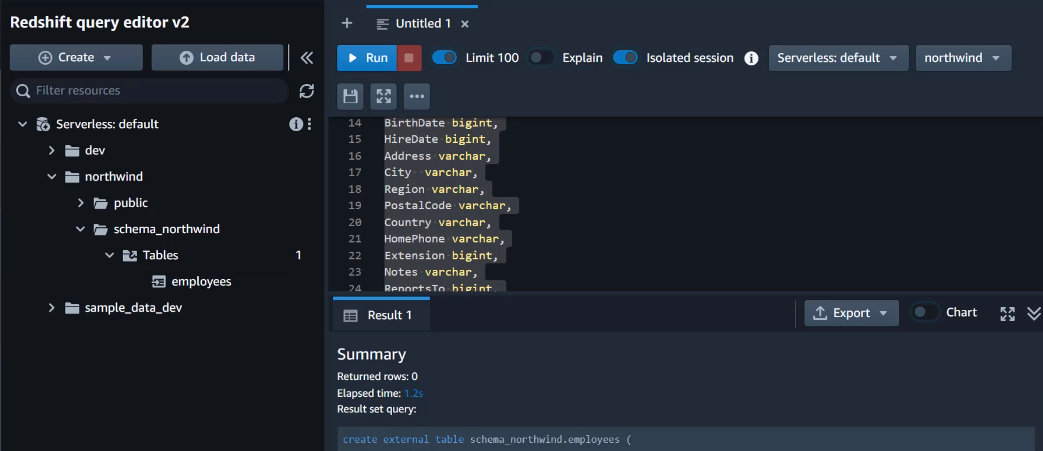 Redshift query editor v2
Create
Load data
Filter resources
Serverless: default
dev
northwind
public
schema_northwind
Tables 1
employees
sample_data_dev
Untitled 1
Run
Limit 100
Explain
Isolated session
Serverless: default
northwind
14 BirthDate bigint,
15 HireDate bigint,
16 Address varchar,
17 City varchar,
18 Region varchar,
19 PostalCode varchar,
20 Country varchar,
21 HomePhone varchar,
22 Extension bigint,
23 Notes varchar,
24 ReportsTo bigint,
Result 1
Export
Chart
Summary
Returned rows: 0
Elapsed time: 1.2s
Result set query:
create external table schema_northwind.employees (